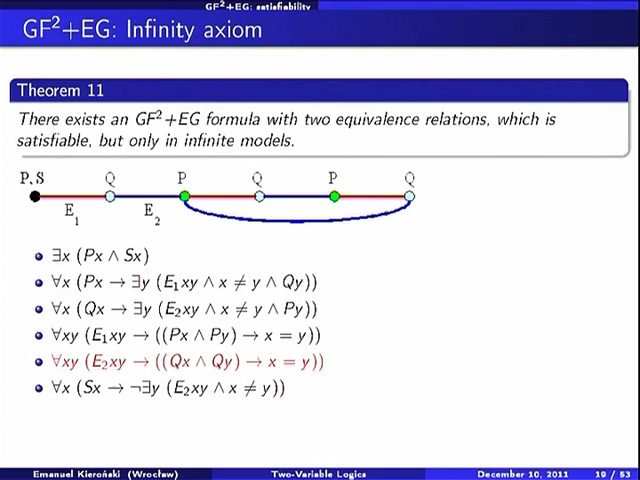 GF²+EG: satisfiability
GF²+EG: Infinity axiom
Theorem 11
There exists an GF²+EG formula with two equivalence relations, which is
satisfiable, but only in infinite models.
P, S Q P Q P Q
E₁ E₂
∃x (Px ∧ Sx)
∀x (Px → ∃y (E₁xy ∧ x ≠ y ∧ Qy))
∀x (Qx → ∃y (E₂xy ∧ x ≠ y ∧ Py))
∀xy (E₁xy → ((Px ∧ Py) → x = y))
∀xy (E₂xy → ((Qx ∧ Qy) → x = y))
∀x (Sx → ¬∃y (E₂xy ∧ x ≠ y))
Emanuel Kieroński (Wrocław) Two-Variable Logics December 10, 2011 19 / 53